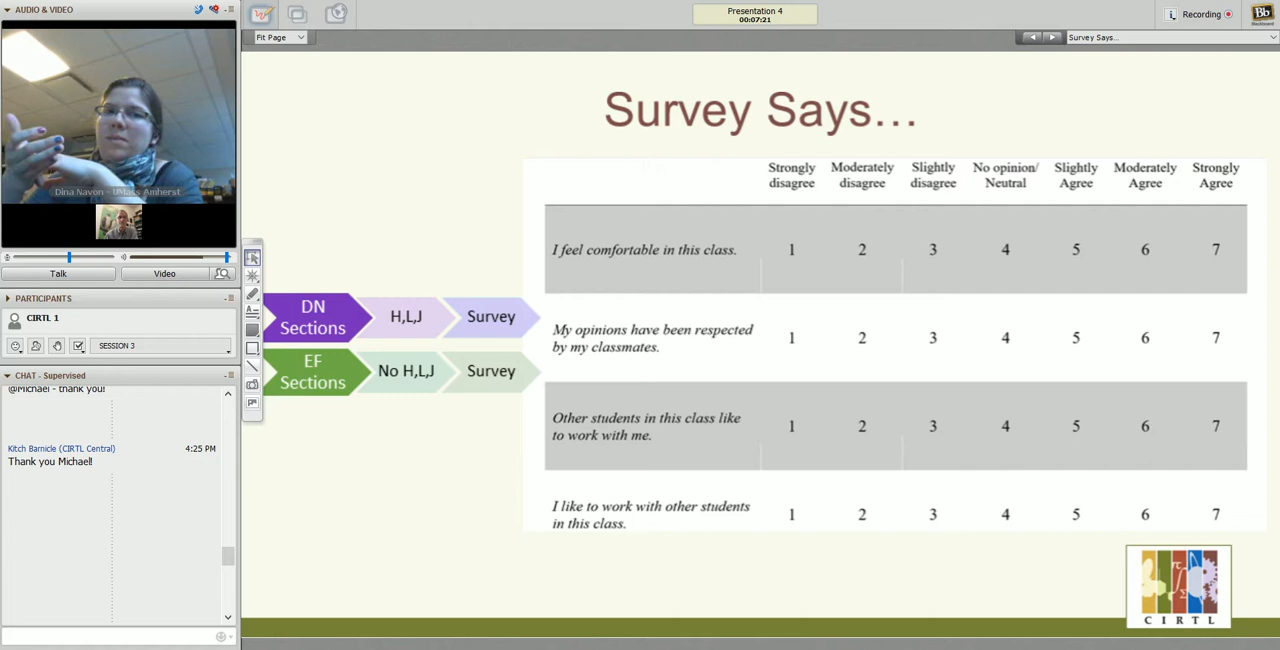 AUDIO & VIDEO
Dina Navon - UMass Amherst
Talk
Video
PARTICIPANTS
CIRTL 1
SESSION 3
CHAT - Supervised
@Michael - thank you!
Kitch Barnicle (CIRTL Central) 4:25 PM
Thank you Michael!
Presentation 4
00:07:21
Recording
Bb
Blackboard
Fit Page
Survey Says...
Survey Says…
Strongly disagree
Moderately disagree
Slightly disagree
No opinion/ Neutral
Slightly Agree
Moderately Agree
Strongly Agree
I feel comfortable in this class. 1 2 3 4 5 6 7
My opinions have been respected
by my classmates. 1 2 3 4 5 6 7
Other students in this class like
to work with me. 1 2 3 4 5 6 7
I like to work with other students
in this class. 1 2 3 4 5 6 7
DN
Sections
H,L,J
Survey
EF
Sections
No H,L,J
Survey
CIRTL